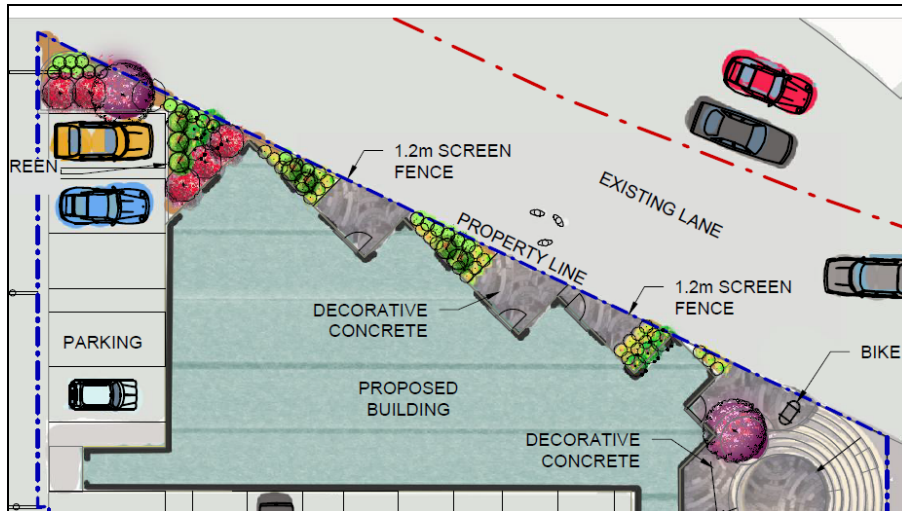 1.2m SCREEN
FENCE
REEN
EXISTING LANE
PROPERTY LINE
1.2m SCREEN
FENCE
DECORATIVE
CONCRETE
PARKING
BIKE
PROPOSED
BUILDING
DECORATIVE
CONCRETE